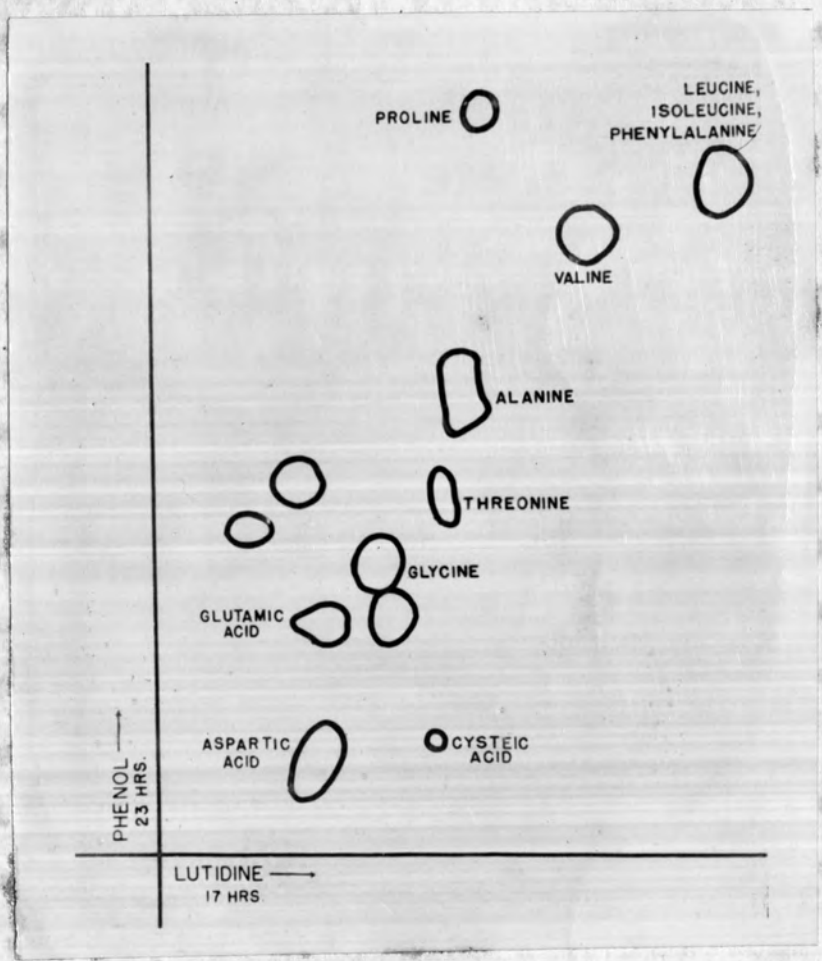 PROLINE
LEUCINE,
ISOLEUCINE,
PHENYLALANINE
VALINE
ALANINE
THREONINE
GLYCINE
GLUTAMIC
ACID
ASPARTIC
ACID
CYSTEIC
ACID
PHENOL
23 HRS.
LUTIDINE
17 HRS.